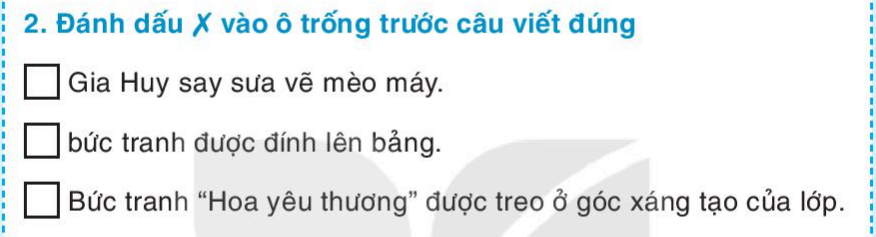 2. Đánh dấu ✗ vào ô trống trước câu viết đúng
Gia Huy say sưa vẽ mèo máy.
bức tranh được đính lên bảng.
Bức tranh “Hoa yêu thương” được treo ở góc xáng tạo của lớp.